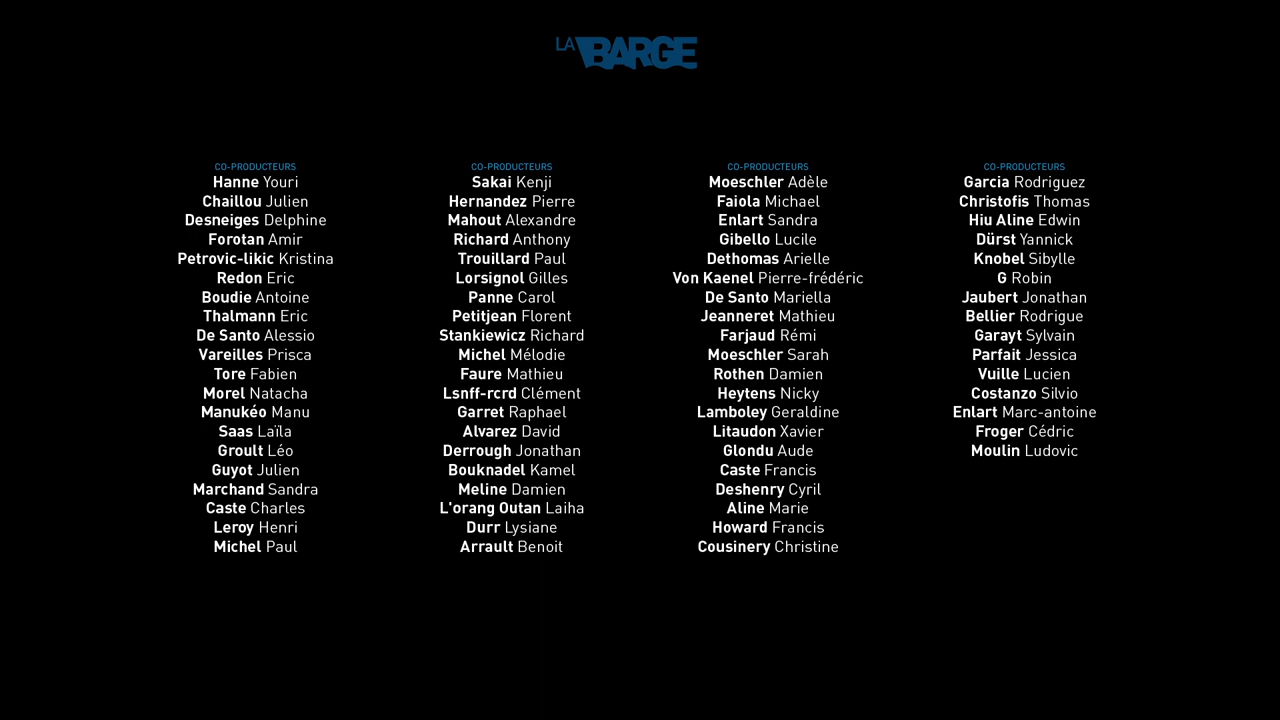 LA BARGE
CO-PRODUCTEURS
Hanne Youri
Chaillou Julien
Desneiges Delphine
Forotan Amir
Petrovic-likic Kristina
Redon Eric
Boudie Antoine
Thalmann Eric
De Santo Alessio
Vareilles Prisca
Tore Fabien
Morel Natacha
Manukéo Manu
Saas Laïla
Groult Léo
Guyot Julien
Marchand Sandra
Caste Charles
Leroy Henri
Michel Paul
CO-PRODUCTEURS
Sakai Kenji
Hernandez Pierre
Mahout Alexandre
Richard Anthony
Trouillard Paul
Lorsignol Gilles
Panne Carol
Petitjean Florent
Stankiewicz Richard
Michel Mélodie
Faure Mathieu
Lsnff-rcrd Clément
Garret Raphael
Alvarez David
Derrough Jonathan
Bouknadel Kamel
Meline Damien
L'orang Outan Laiha
Durr Lysiane
Arrault Benoit
CO-PRODUCTEURS
Moeschler Adèle
Faiola Michael
Enlart Sandra
Gibello Lucile
Dethomas Arielle
Von Kaenel Pierre-frédéric
De Santo Mariella
Jeanneret Mathieu
Farjaud Rémi
Moeschler Sarah
Rothen Damien
Heytens Nicky
Lamboley Geraldine
Litaudon Xavier
Glondu Aude
Caste Francis
Deshenry Cyril
Aline Marie
Howard Francis
Cousinery Christine
CO-PRODUCTEURS
Garcia Rodriguez
Christofis Thomas
Hiu Aline Edwin
Dürst Yannick
Knobel Sibylle
G Robin
Jaubert Jonathan
Bellier Rodrigue
Garayt Sylvain
Parfait Jessica
Vuille Lucien
Costanzo Silvio
Enlart Marc-antoine
Froger Cédric
Moulin Ludovic